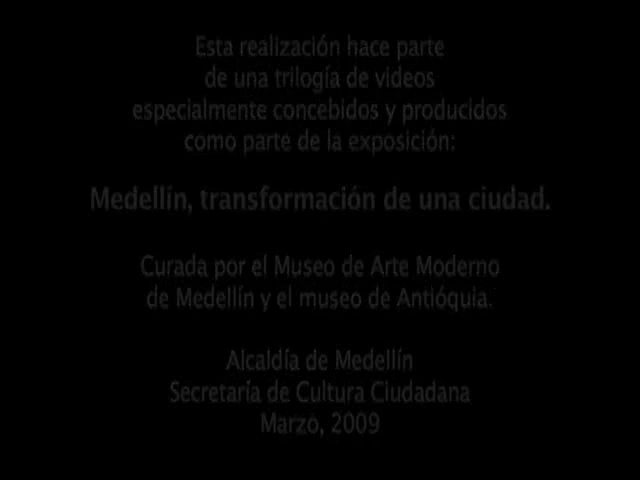 Esta realización hace parte
de una trilogía de videos
especialmente concebidos y producidos
como parte de la exposición:
Medellín, transformación de una ciudad.
Curada por el Museo de Arte Moderno
de Medellín y el museo de Antióquia.
Alcaldía de Medellín
Secretaría de Cultura Ciudadana
Marzo, 2009